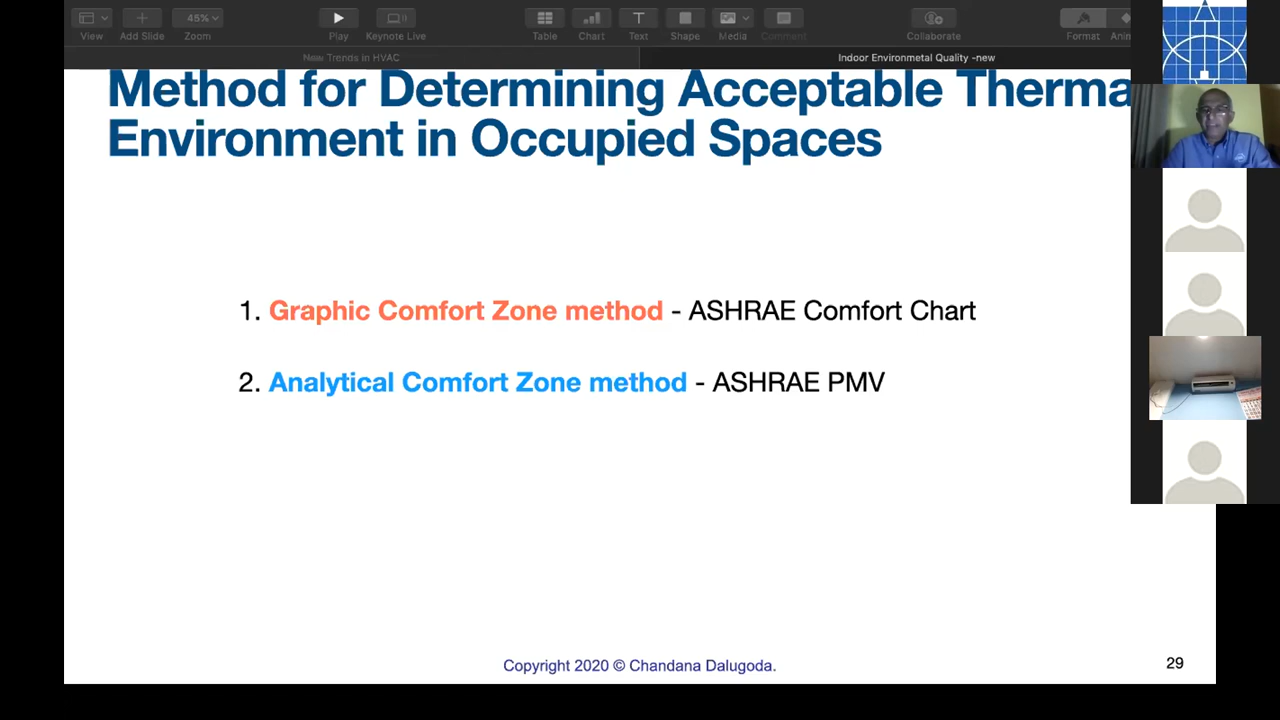 45%
View
Add Slide
Zoom
Play
Keynote Live
Table
Chart
Text
Shape
Media
Comment
Collaborate
Format
Ani
New Trends in HVAC
Indoor Environmetal Quality -new
Method for Determining Acceptable Therma
Environment in Occupied Spaces
1. Graphic Comfort Zone method - ASHRAE Comfort Chart
2. Analytical Comfort Zone method - ASHRAE PMV
Copyright 2020 © Chandana Dalugoda.
29